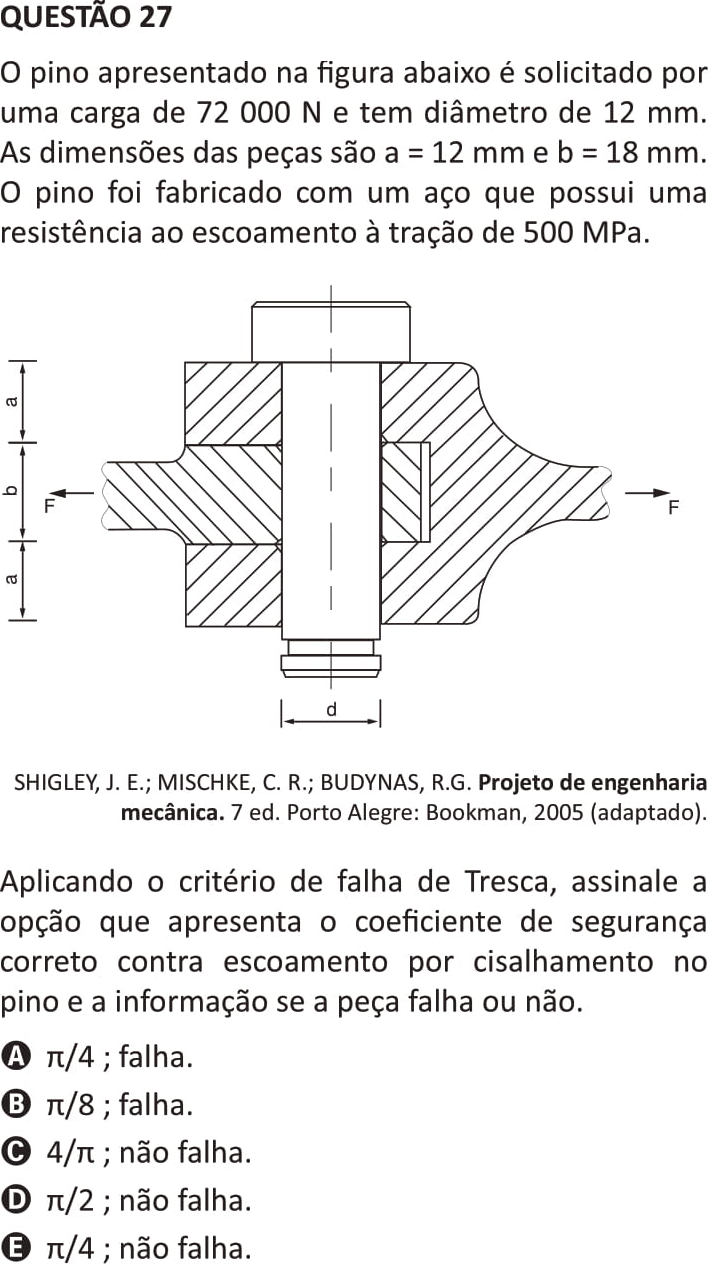 QUESTÃO 27
O pino apresentado na figura abaixo é solicitado por
uma carga de 72 000 N e tem diâmetro de 12 mm.
As dimensões das peças são a = 12 mm e b = 18 mm.
O pino foi fabricado com um aço que possui uma
resistência ao escoamento à tração de 500 MPa.
a
b
a
F
F
d
SHIGLEY, J. E.; MISCHKE, C. R.; BUDYNAS, R.G. Projeto de engenharia
mecânica. 7 ed. Porto Alegre: Bookman, 2005 (adaptado).
Aplicando o critério de falha de Tresca, assinale a
opção que apresenta o coeficiente de segurança
correto contra escoamento por cisalhamento no
pino e a informação se a peça falha ou não.
A π/4 ; falha.
B π/8 ; falha.
C 4/π ; não falha.
D π/2 ; não falha.
E π/4 ; não falha.